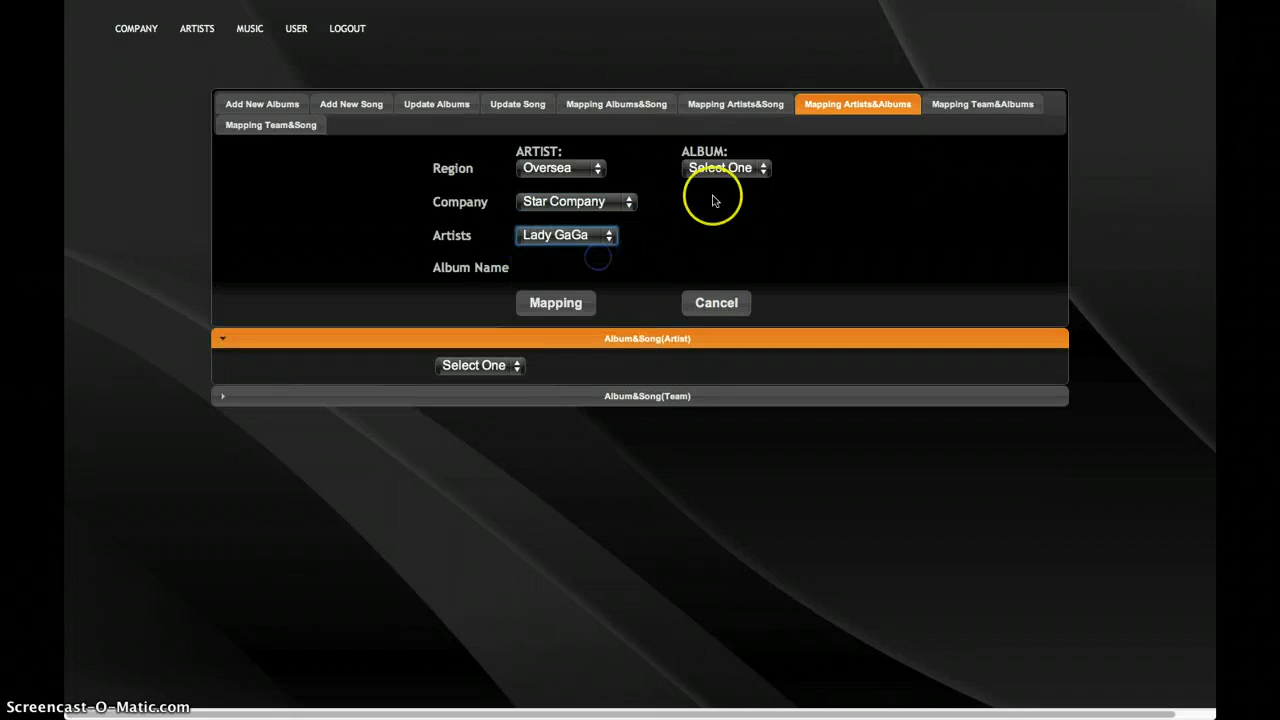 COMPANY ARTISTS MUSIC USER LOGOUT
Add New Albums Add New Song Update Albums Update Song Mapping Albums&Song Mapping Artists&Song Mapping Artists&Albums Mapping Team&Albums
Mapping Team&Song
ARTIST: ALBUM:
Region Oversea Select One
Company Star Company
Artists Lady GaGa
Album Name
Mapping Cancel
Album&Song(Artist)
Select One
Album&Song(Team)
Screencast-O-Matic.com